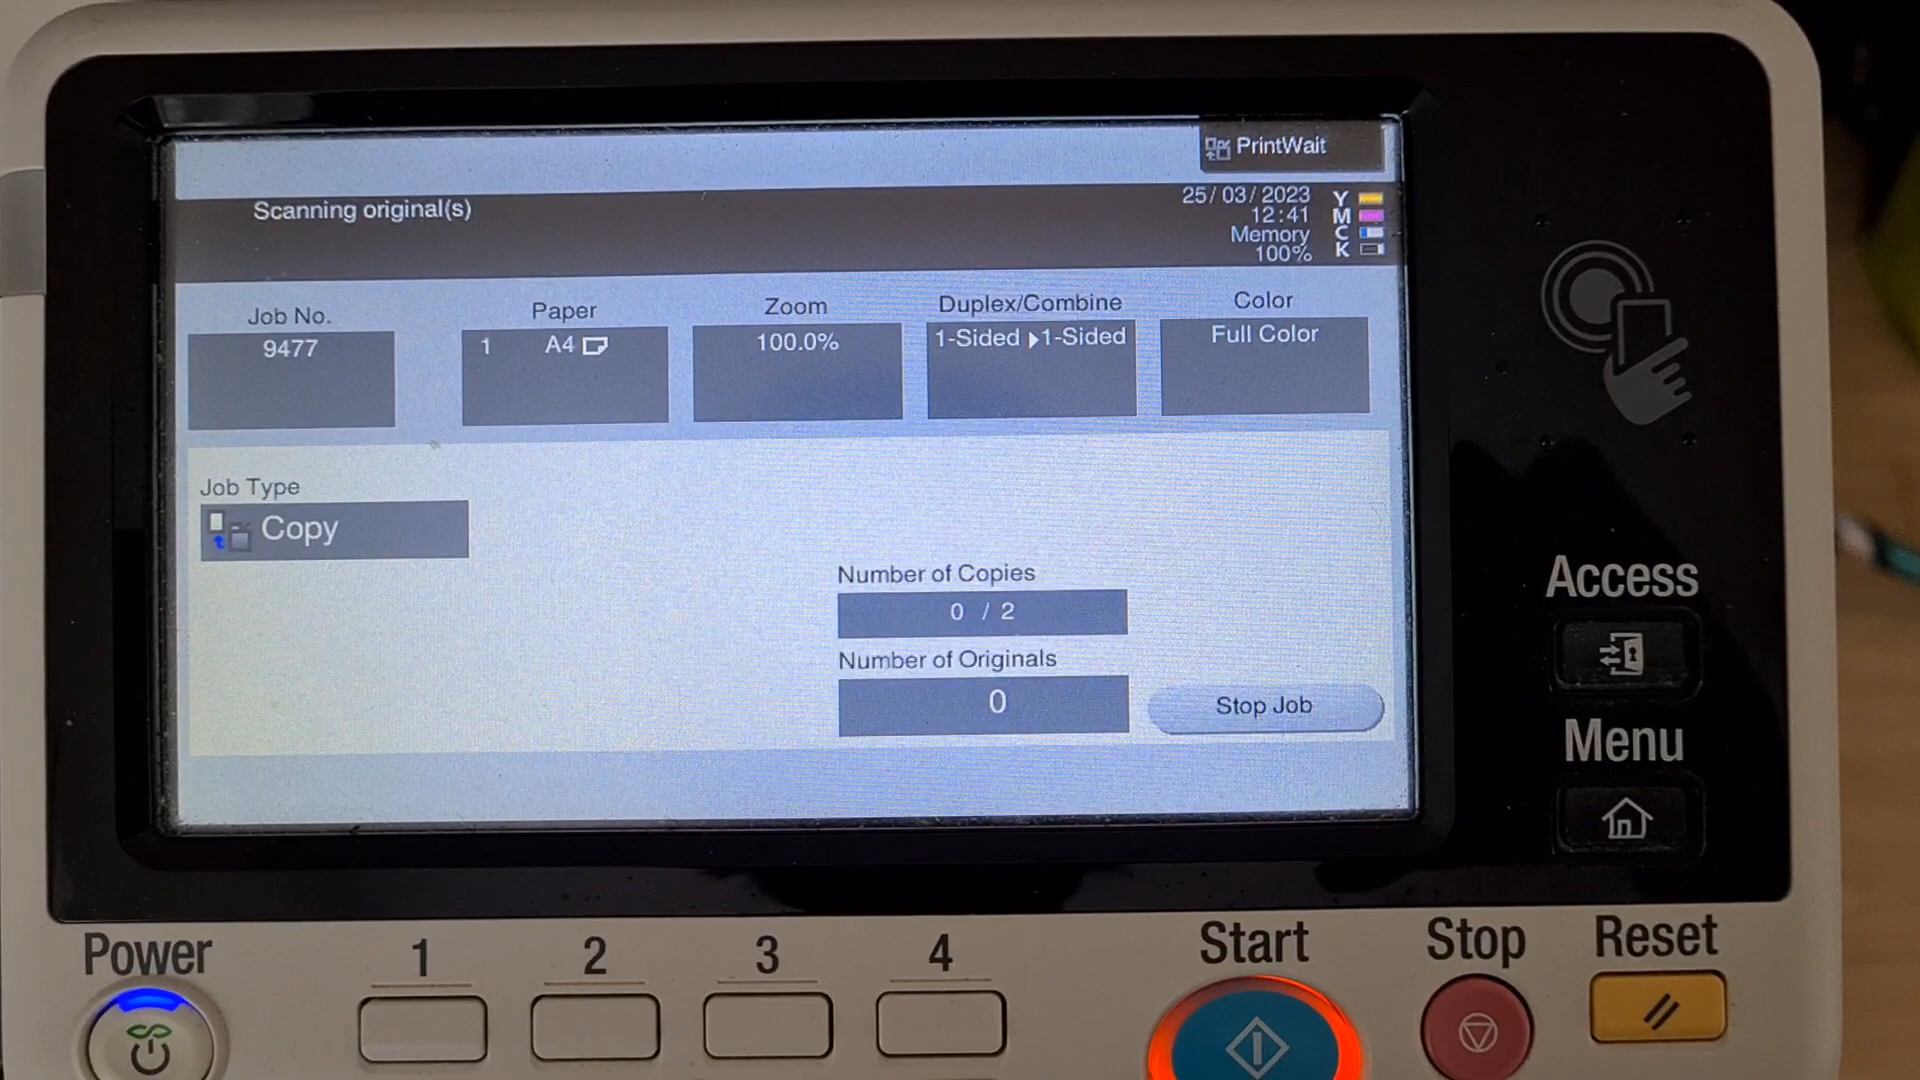 PrintWait
Scanning original(s)
25/03/2023
12:41
Memory
100%
Y
M
C
K
Job No.
9477
Paper
1 A4
Zoom
100.0%
Duplex/Combine
1-Sided ▶1-Sided
Color
Full Color
Job Type
Copy
Number of Copies
0 / 2
Number of Originals
0
Stop Job
Access
Menu
Power
1
2
3
4
Start
Stop
Reset